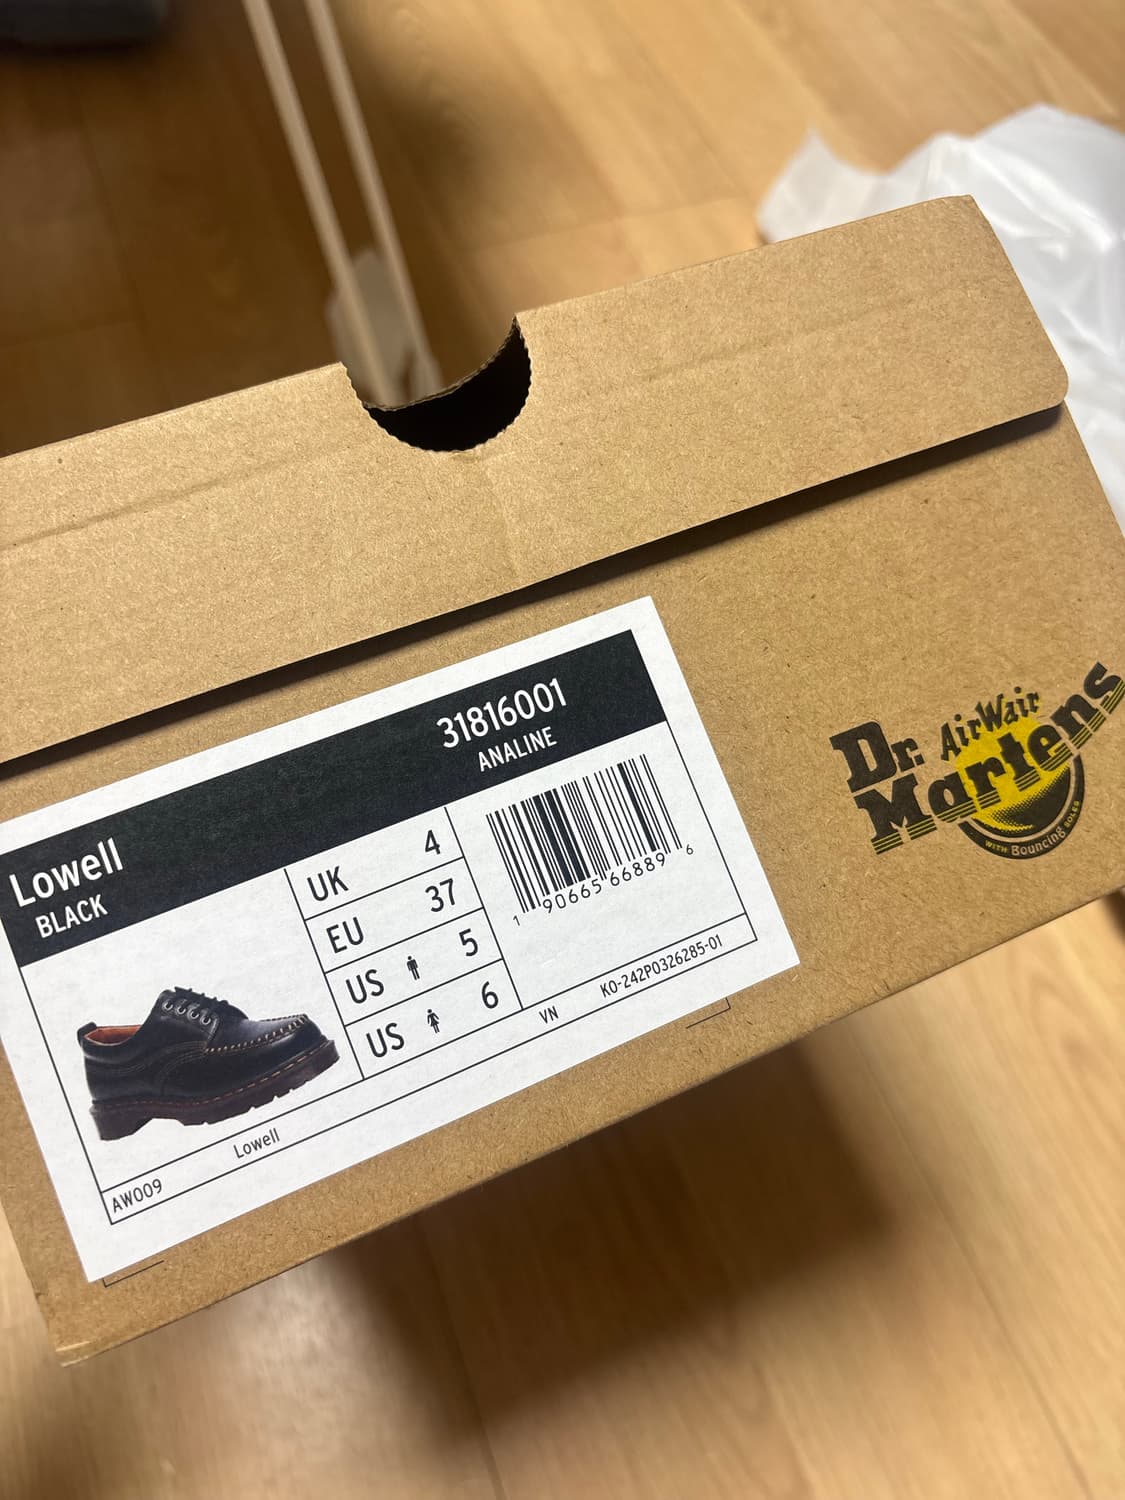 31816001
ANALINE
Lowell
BLACK
UK 4
EU 37
US 5
US 6
1 90665 66889 6
VN KO-242P0326285-01
AW009 Lowell
Dr. AirWair
Martens
WITH Bouncing SOLES